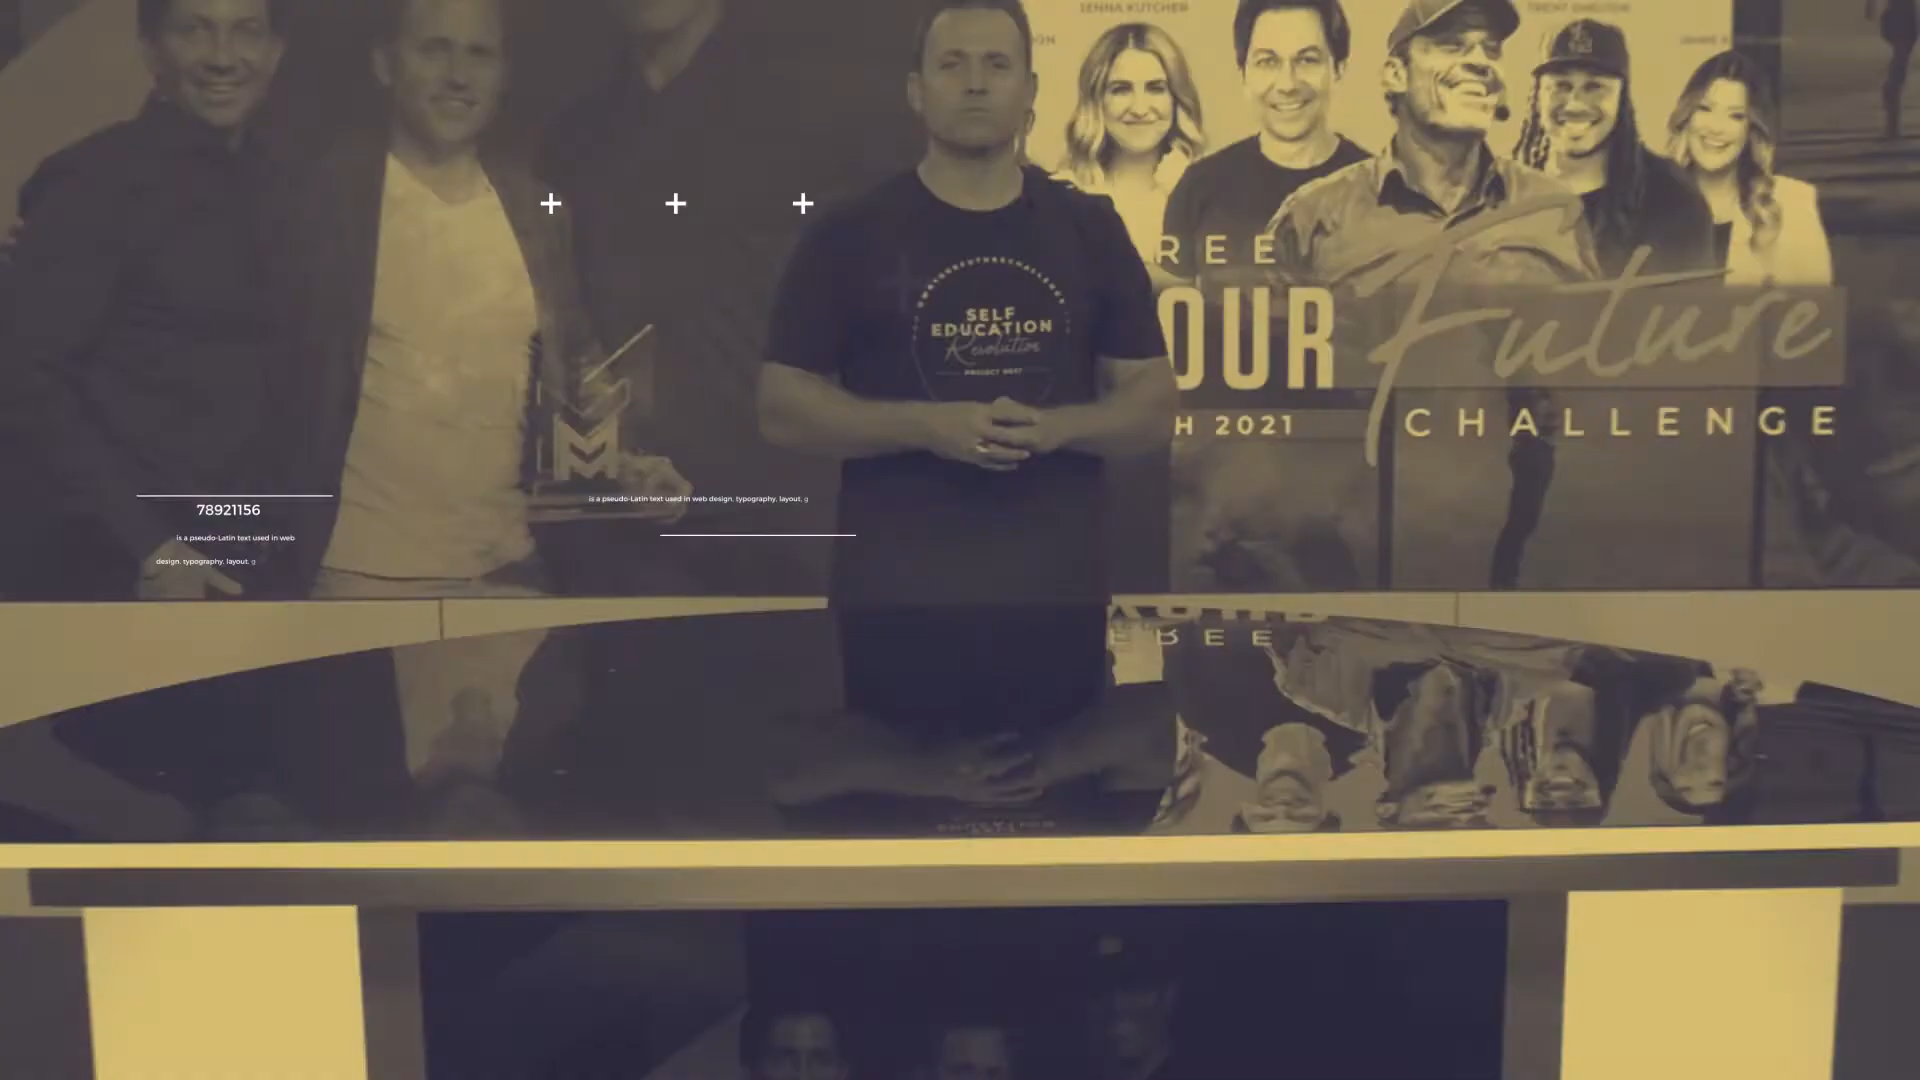 JENNA KUTCHER
TRENT SHELTON
REE
OUR Future
H 2021
CHALLENGE
SELF
EDUCATION
Revolution
PROJECT NEXT
78921156
is a pseudo-Latin text used in web
design, typography, layout, g
is a pseudo-Latin text used in web design, typography, layout, g
FREE